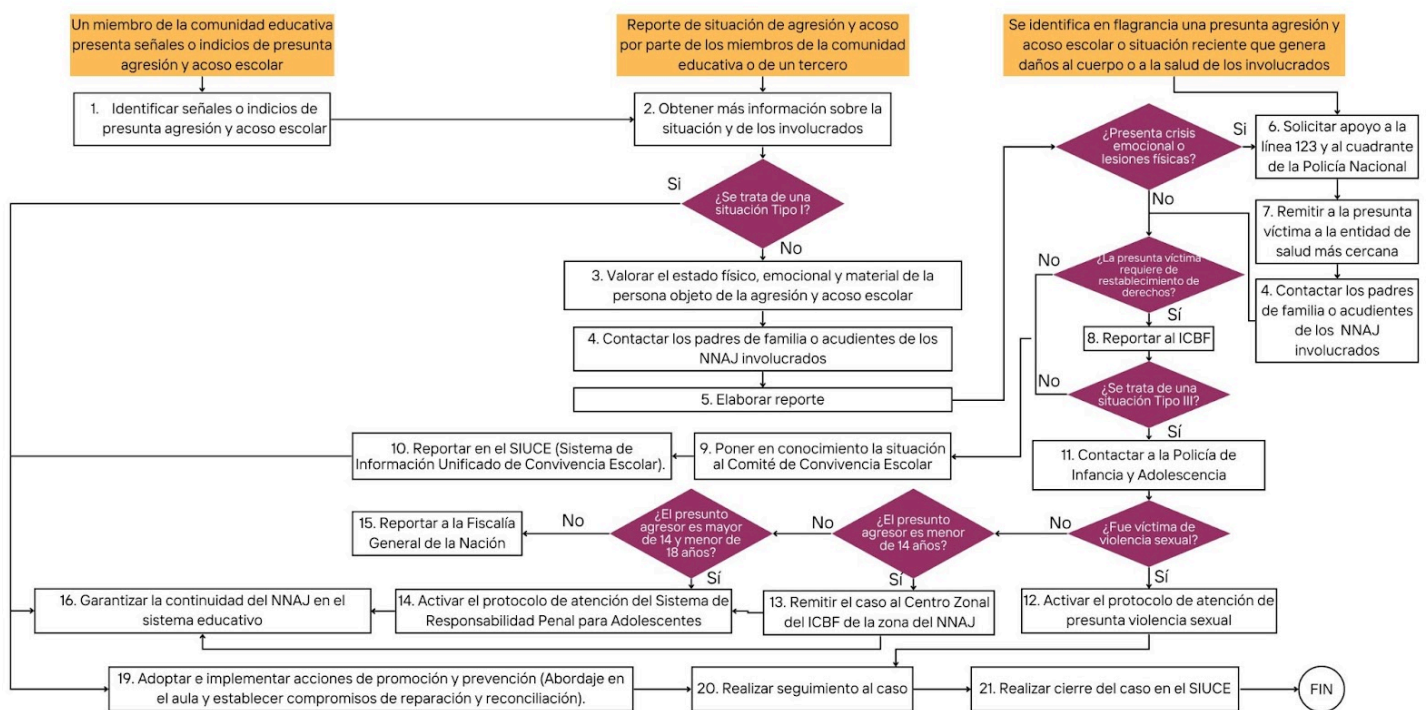 Un miembro de la comunidad educativa
presenta señales o indicios de presunta
agresión y acoso escolar
Reporte de situación de agresión y acoso
por parte de los miembros de la comunidad
educativa o de un tercero
Se identifica en flagrancia una presunta agresión y
acoso escolar o situación reciente que genera
daños al cuerpo o a la salud de los involucrados
1. Identificar señales o indicios de
presunta agresión y acoso escolar
2. Obtener más información sobre la
situación y de los involucrados
¿Presenta crisis
emocional o
lesiones físicas?
Si
6. Solicitar apoyo a la
línea 123 y al cuadrante
de la Policía Nacional
Si
¿Se trata de una
situación Tipo I?
No
No
7. Remitir a la presunta
víctima a la entidad de
salud más cercana
3. Valorar el estado físico, emocional y material de la
persona objeto de la agresión y acoso escolar
No
¿La presunta víctima
requiere de
restablecimiento de
derechos?
Sí
4. Contactar los padres
de familia o acudientes
de los NNAJ
involucrados
4. Contactar los padres de familia o acudientes de los
NNAJ involucrados
8. Reportar al ICBF
5. Elaborar reporte
No
¿Se trata de una
situación Tipo III?
Sí
10. Reportar en el SIUCE (Sistema de
Información Unificado de Convivencia Escolar).
9. Poner en conocimiento la situación
al Comité de Convivencia Escolar
11. Contactar a la Policía de
Infancia y Adolescencia
15. Reportar a la Fiscalía
General de la Nación
No
¿El presunto
agresor es mayor
de 14 y menor de
18 años?
Sí
No
¿El presunto
agresor es menor
de 14 años?
Sí
No
¿Fue víctima de
violencia sexual?
Sí
16. Garantizar la continuidad del NNAJ en el
sistema educativo
14. Activar el protocolo de atención del Sistema de
Responsabilidad Penal para Adolescentes
13. Remitir el caso al Centro Zonal
del ICBF de la zona del NNAJ
12. Activar el protocolo de atención de
presunta violencia sexual
19. Adoptar e implementar acciones de promoción y prevención (Abordaje en
el aula y establecer compromisos de reparación y reconciliación).
20. Realizar seguimiento al caso
21. Realizar cierre del caso en el SIUCE
FIN